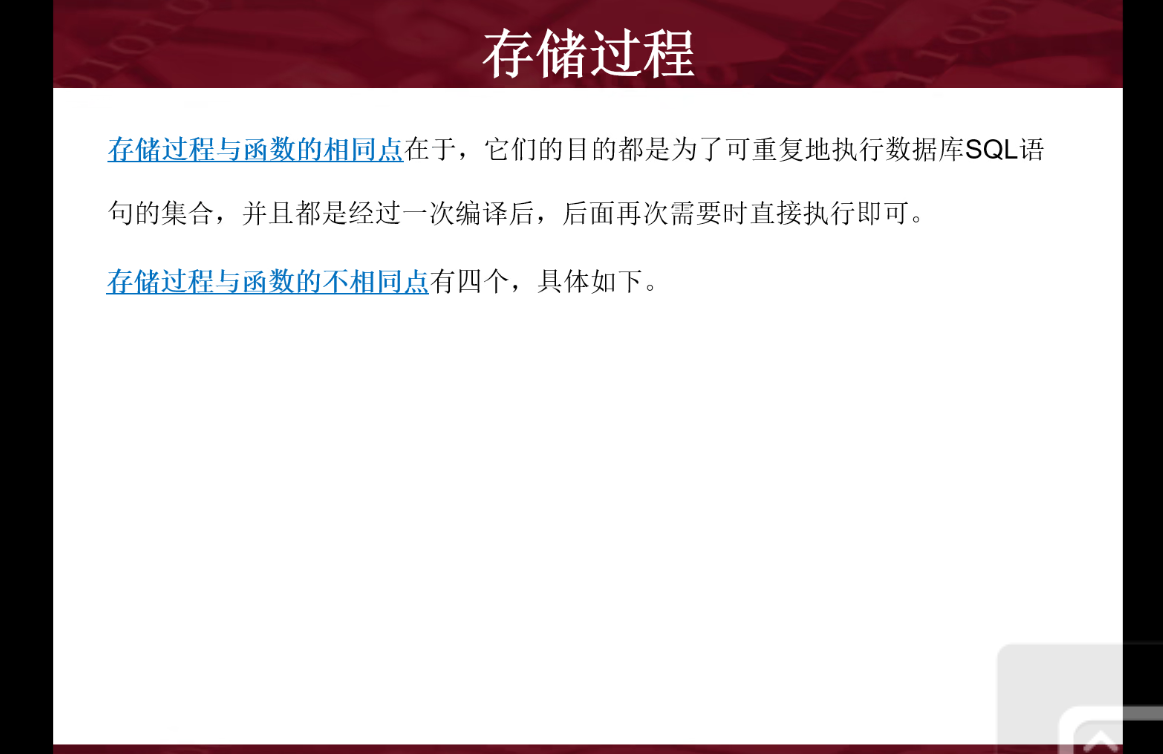 存储过程
存储过程与函数的相同点在于，它们的目的都是为了可重复地执行数据库SQL语
句的集合，并且都是经过一次编译后，后面再次需要时直接执行即可。
存储过程与函数的不相同点有四个，具体如下。